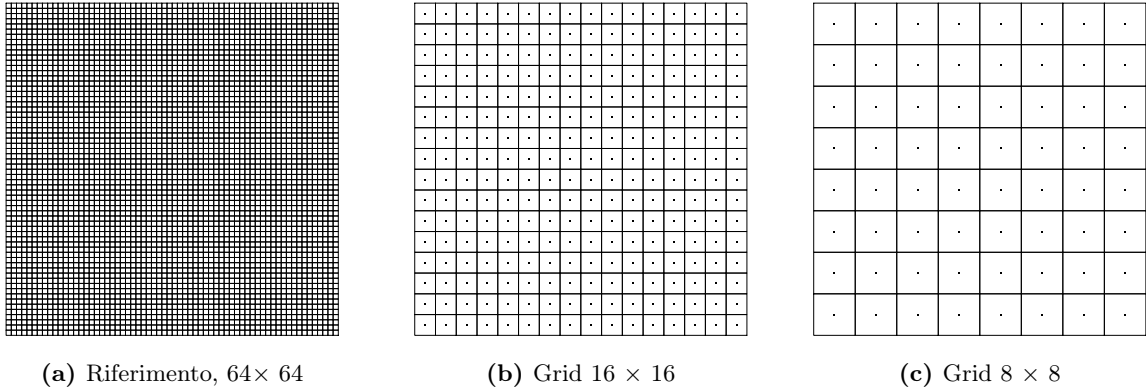 (a) Riferimento, 64× 64
(b) Grid 16 × 16
(c) Grid 8 × 8